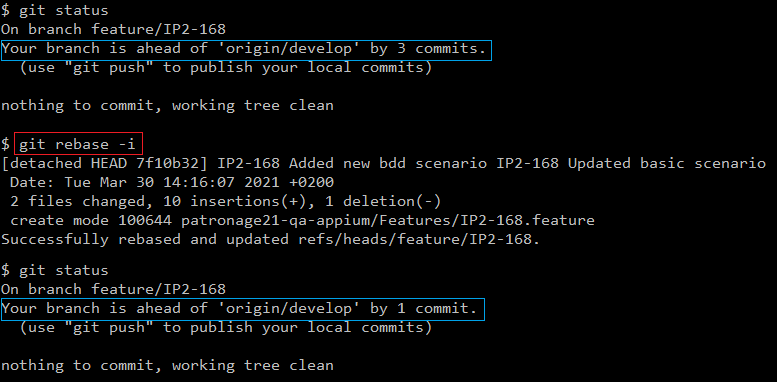 $ git status
On branch feature/IP2-168
Your branch is ahead of 'origin/develop' by 3 commits.
  (use "git push" to publish your local commits)
nothing to commit, working tree clean
$ git rebase -i
[detached HEAD 7f10b32] IP2-168 Added new bdd scenario IP2-168 Updated basic scenario
 Date: Tue Mar 30 14:16:07 2021 +0200
 2 files changed, 10 insertions(+), 1 deletion(-)
 create mode 100644 patronage21-qa-appium/Features/IP2-168.feature
Successfully rebased and updated refs/heads/feature/IP2-168.
$ git status
On branch feature/IP2-168
Your branch is ahead of 'origin/develop' by 1 commit.
  (use "git push" to publish your local commits)
nothing to commit, working tree clean